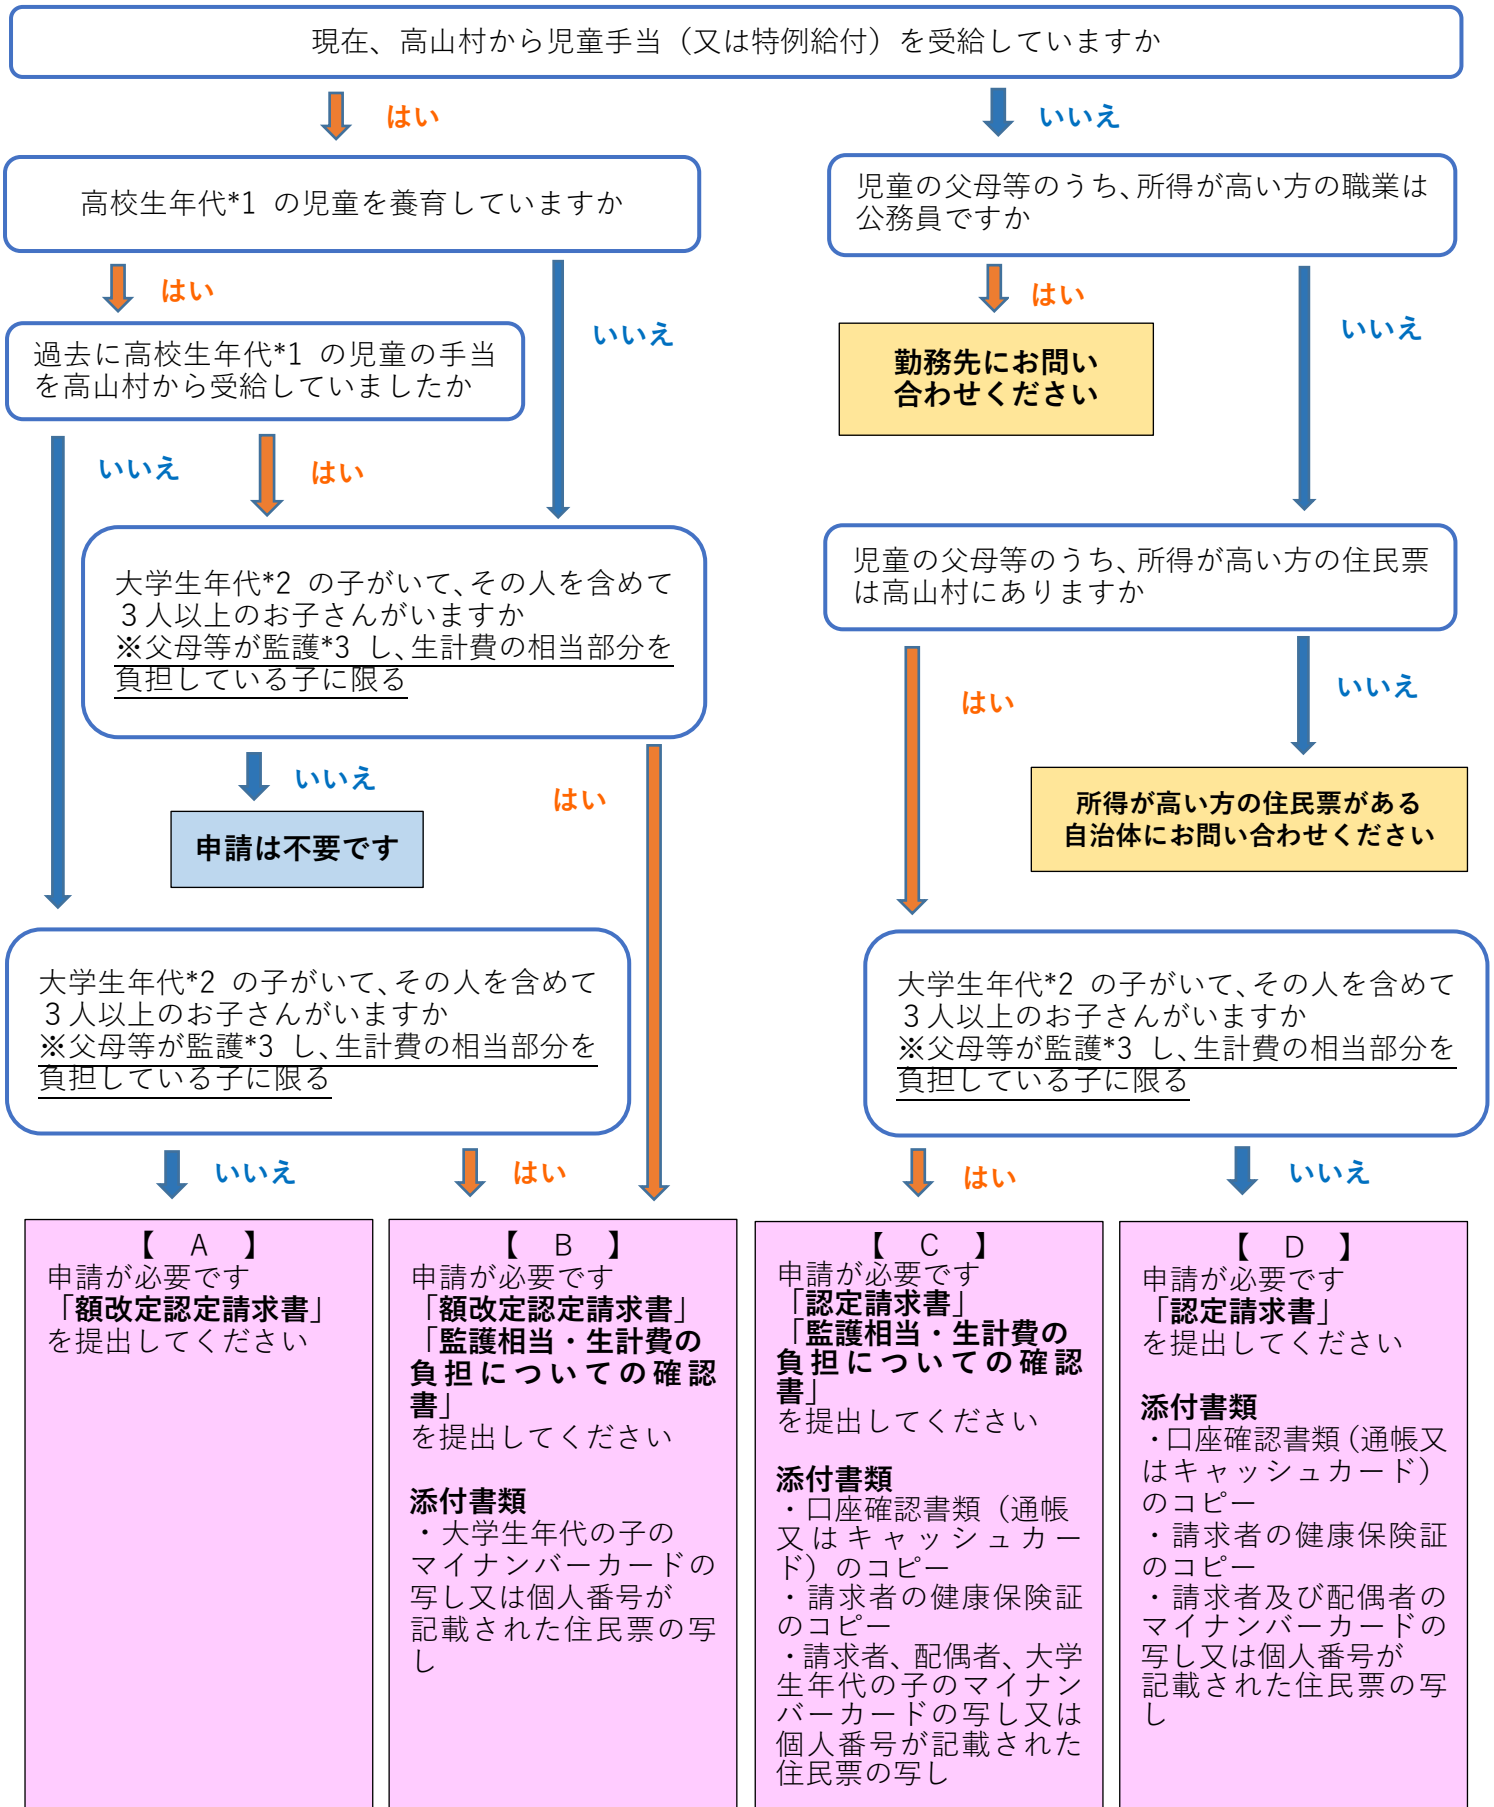 現在、高山村から児童手当（又は特例給付）を受給していますか
はい
いいえ
高校生年代*1 の児童を養育していますか
児童の父母等のうち、所得が高い方の職業は
公務員ですか
はい
いいえ
はい
いいえ
過去に高校生年代*1 の児童の手当
を高山村から受給していましたか
勤務先にお問い
合わせください
いいえ
はい
大学生年代*2 の子がいて、その人を含めて
３人以上のお子さんがいますか
※父母等が監護*3 し、生計費の相当部分を
負担している子に限る
児童の父母等のうち、所得が高い方の住民票
は高山村にありますか
いいえ
はい
はい
いいえ
申請は不要です
所得が高い方の住民票がある
自治体にお問い合わせください
大学生年代*2 の子がいて、その人を含めて
３人以上のお子さんがいますか
※父母等が監護*3 し、生計費の相当部分を
負担している子に限る
大学生年代*2 の子がいて、その人を含めて
３人以上のお子さんがいますか
※父母等が監護*3 し、生計費の相当部分を
負担している子に限る
いいえ
はい
はい
いいえ
【 A 】
申請が必要です
「額改定認定請求書」
を提出してください
【 B 】
申請が必要です
「額改定認定請求書」
「監護相当・生計費の
負担についての確認
書」
を提出してください
添付書類
・大学生年代の子の
マイナンバーカードの
写し又は個人番号が
記載された住民票の写
し
【 C 】
申請が必要です
「認定請求書」
「監護相当・生計費の
負担についての確認
書」
を提出してください
添付書類
・口座確認書類（通帳
又はキャッシュカー
ド）のコピー
・請求者の健康保険証
のコピー
・請求者、配偶者、大学
生年代の子のマイナン
バーカードの写し又は
個人番号が記載された
住民票の写し
【 D 】
申請が必要です
「認定請求書」
を提出してください
添付書類
・口座確認書類（通帳又
はキャッシュカード）
のコピー
・請求者の健康保険証
のコピー
・請求者及び配偶者の
マイナンバーカードの
写し又は個人番号が
記載された住民票の写
し